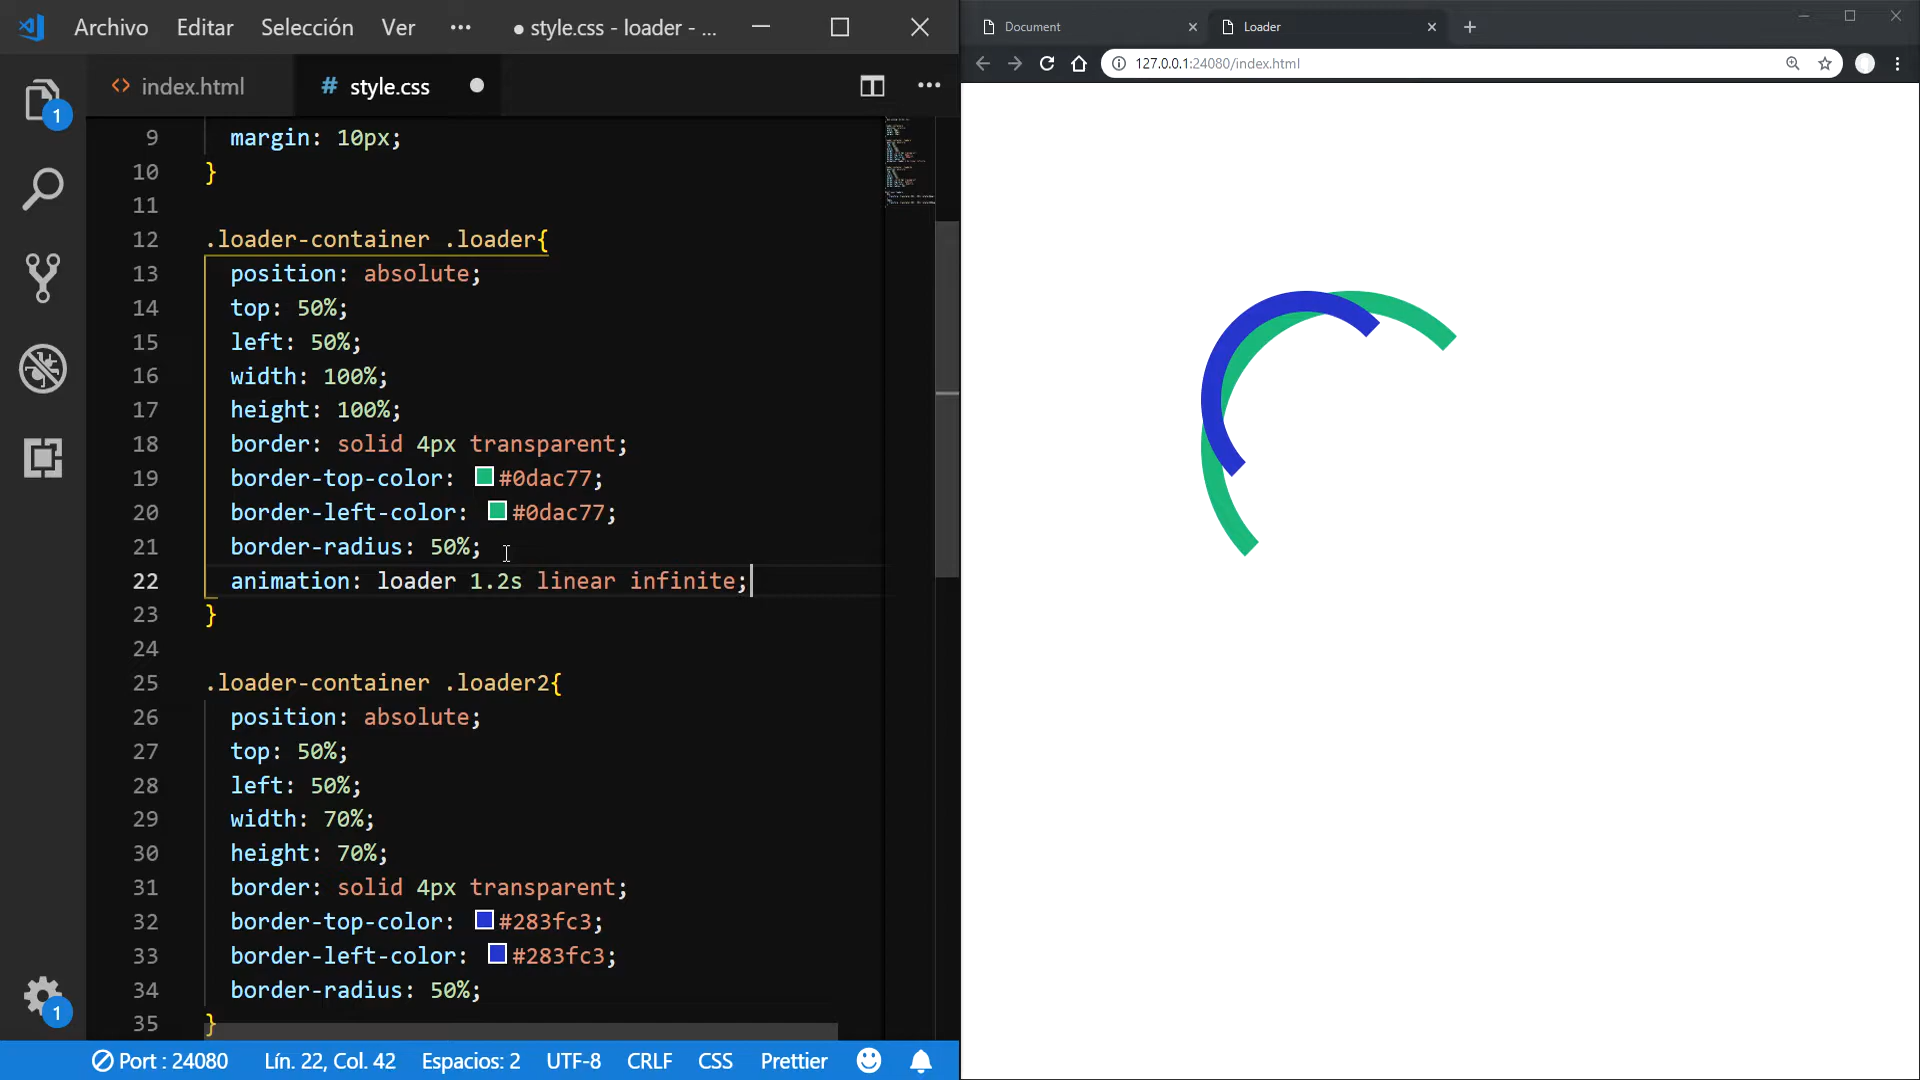 Archivo Editar Selección Ver ··· ● style.css - loader - ...
index.html # style.css ●
9 margin: 10px;
10 }
11
12 .loader-container .loader{
13 position: absolute;
14 top: 50%;
15 left: 50%;
16 width: 100%;
17 height: 100%;
18 border: solid 4px transparent;
19 border-top-color: #0dac77;
20 border-left-color: #0dac77;
21 border-radius: 50%;
22 animation: loader 1.2s linear infinite;
23 }
24
25 .loader-container .loader2{
26 position: absolute;
27 top: 50%;
28 left: 50%;
29 width: 70%;
30 height: 70%;
31 border: solid 4px transparent;
32 border-top-color: #283fc3;
33 border-left-color: #283fc3;
34 border-radius: 50%;
35 }
1
1
Port : 24080 Lín. 22, Col. 42 Espacios: 2 UTF-8 CRLF CSS Prettier
Document Loader
127.0.0.1:24080/index.html